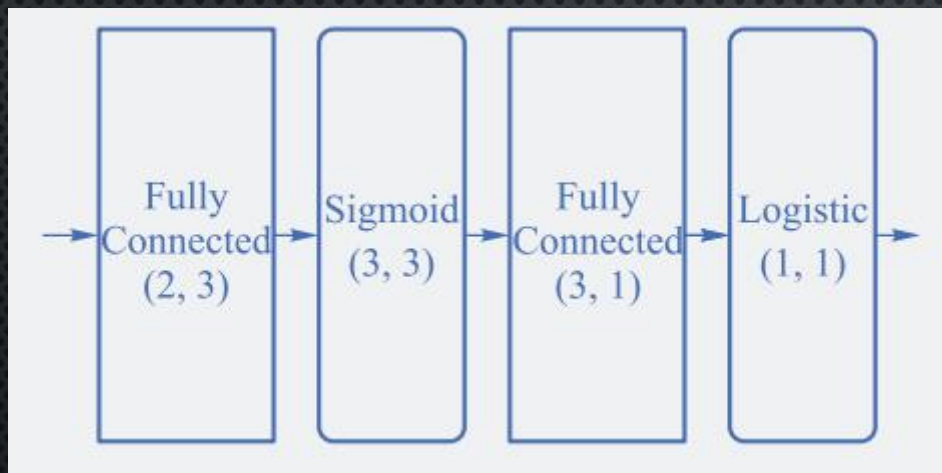 Fully
Connected
(2, 3)
Sigmoid
(3, 3)
Fully
Connected
(3, 1)
Logistic
(1, 1)